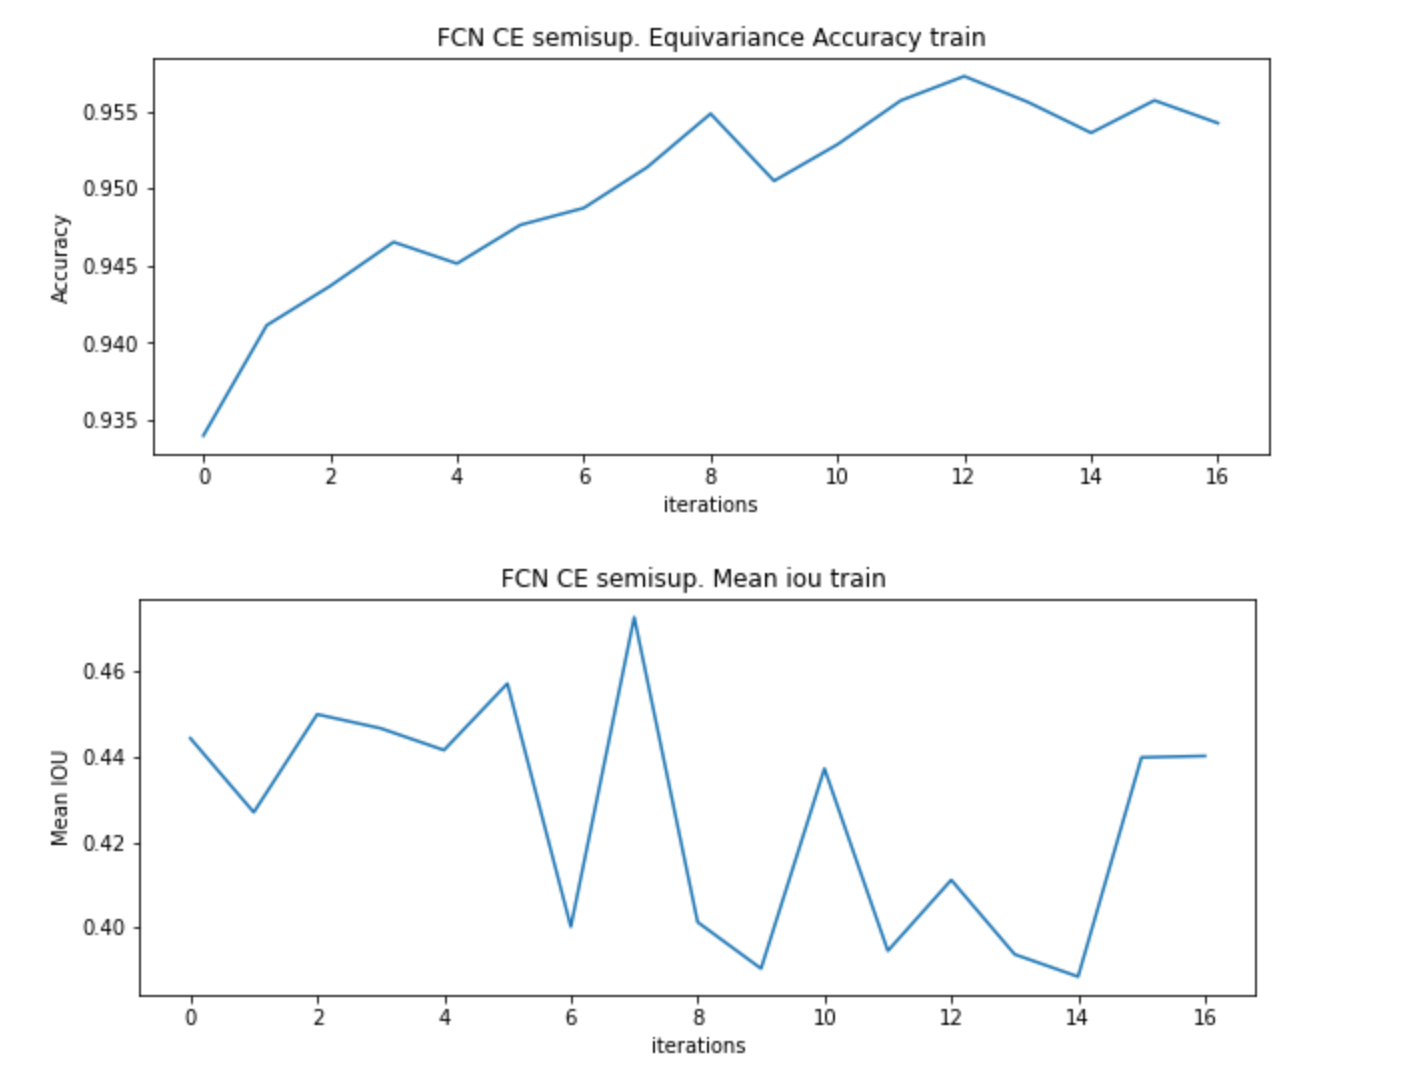 FCN CE semisup. Equivariance Accuracy train
0.955
0.950
0.945
0.940
0.935
Accuracy
0 2 4 6 8 10 12 14 16
iterations
FCN CE semisup. Mean iou train
0.46
0.44
0.42
0.40
Mean IOU
0 2 4 6 8 10 12 14 16
iterations